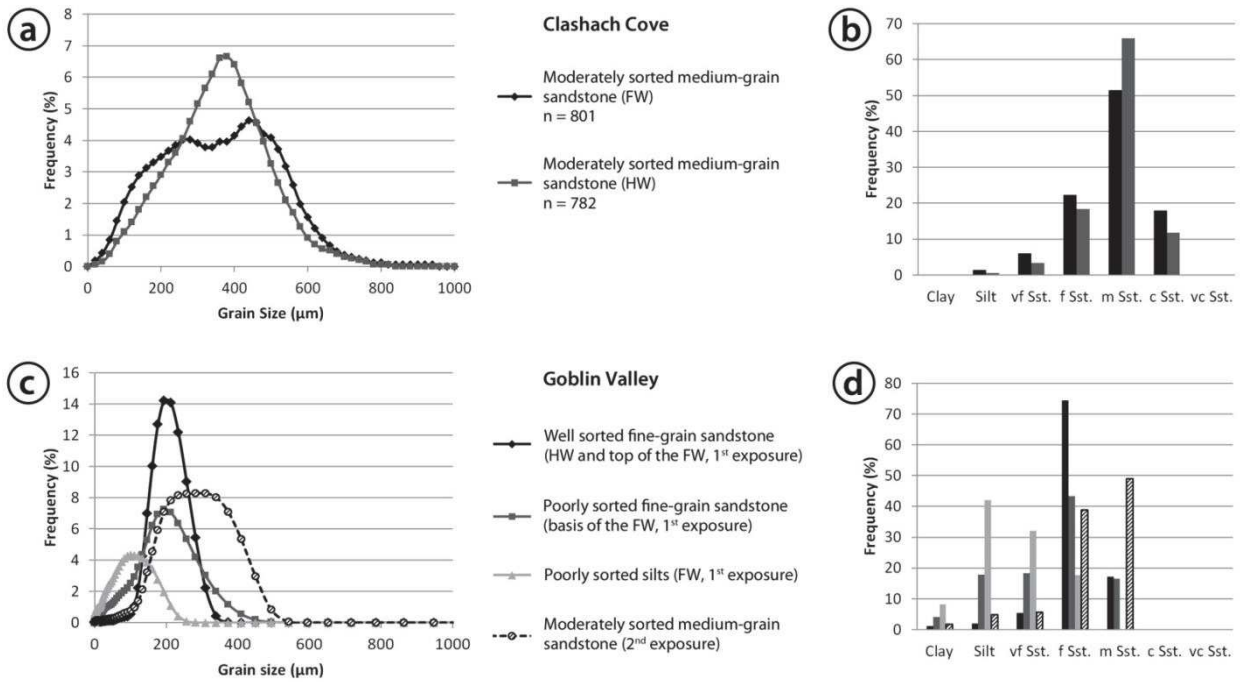 a
8
7
6
5
4
3
2
1
0
Frequency (%)
0 200 400 600 800 1000
Grain Size (µm)
Clashach Cove
Moderately sorted medium-grain
sandstone (FW)
n = 801
Moderately sorted medium-grain
sandstone (HW)
n = 782
b
70
60
50
40
30
20
10
0
Frequency (%)
Clay Silt vf Sst. f Sst. m Sst. c Sst. vc Sst.
c
16
14
12
10
8
6
4
2
0
Frequency (%)
0 200 400 600 800 1000
Grain size (µm)
Goblin Valley
Well sorted fine-grain sandstone
(HW and top of the FW, 1st exposure)
Poorly sorted fine-grain sandstone
(basis of the FW, 1st exposure)
Poorly sorted silts (FW, 1st exposure)
Moderately sorted medium-grain
sandstone (2nd exposure)
d
80
70
60
50
40
30
20
10
0
Frequency (%)
Clay Silt vf Sst. f Sst. m Sst. c Sst. vc Sst.